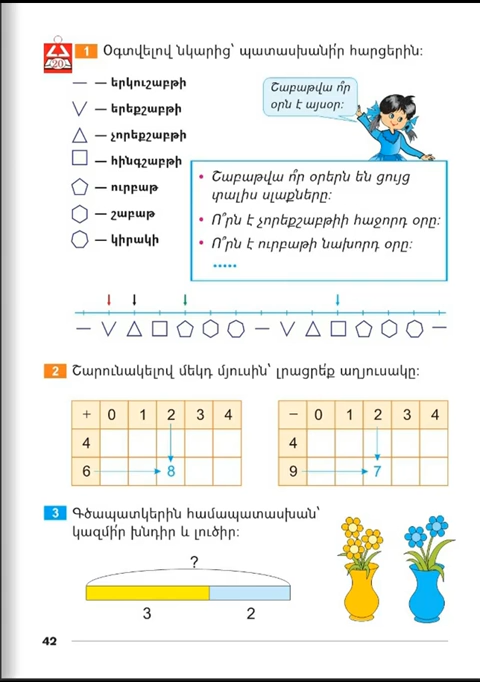 20
1 Օգտվելով նկարից՝ պատասխանի՛ր հարցերին։
— երկուշաբթի
— երեքշաբթի
— չորեքշաբթի
— հինգշաբթի
— ուրբաթ
— շաբաթ
— կիրակի
Շաբաթվա ո՞ր
օրն է այսօր։
• Շաբաթվա ո՞ր օրերն են ցույց
տալիս սլաքները։
• Ո՞րն է չորեքշաբթիի հաջորդ օրը։
• Ո՞րն է ուրբաթի նախորդ օրը։
.....
2 Շարունակելով մեկդ մյուսին՝ լրացրե՛ք աղյուսակը։
+ 0 1 2 3 4
4
6 8
− 0 1 2 3 4
4
9 7
3 Գծապատկերին համապատասխան՝
կազմի՛ր խնդիր և լուծիր։
?
3 2
42